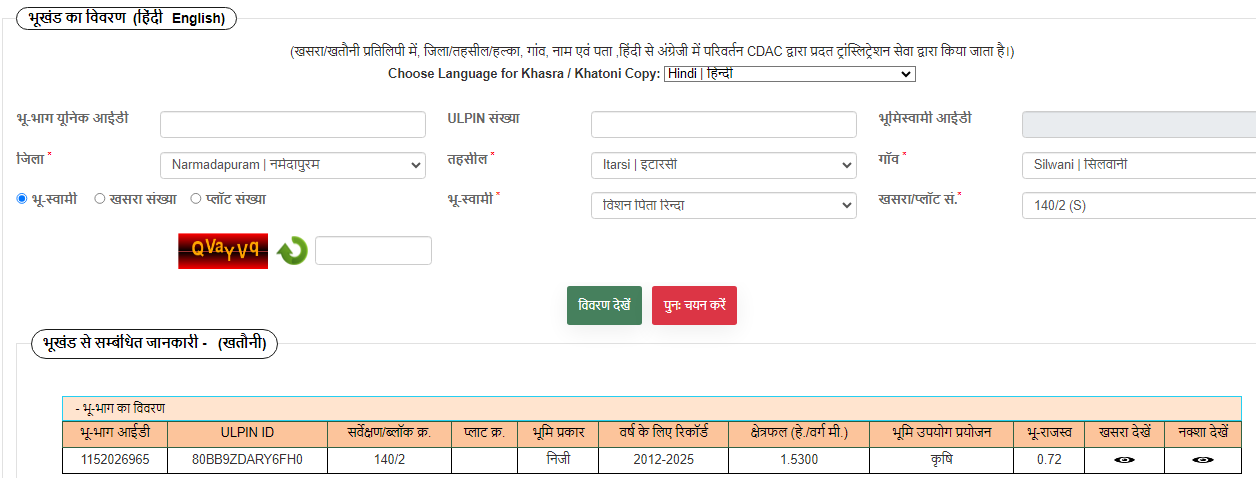 भूखंड का विवरण (हिंदी English)
(खसरा/खतौनी प्रतिलिपी में, जिला/तहसील/हल्का, गांव, नाम एवं पता ,हिंदी से अंग्रेजी में परिवर्तन CDAC द्वारा प्रदत ट्रांस्लिट्रेशन सेवा द्वारा किया जाता है।)
Choose Language for Khasra / Khatoni Copy: Hindi | हिन्दी
भू-भाग यूनिक आईडी ULPIN संख्या भूमिस्वामी आईडी
जिला * Narmadapuram | नर्मदापुरम तहसील * Itarsi | इटारसी गाँव * Silwani | सिलवानी
भू-स्वामी खसरा संख्या प्लॉट संख्या भू-स्वामी * विशन पिता रिन्दा खसरा/प्लॉट सं.* 140/2 (S)
QVaYVq
विवरण देखें पुनः चयन करें
भूखंड से सम्बंधित जानकारी - (खतौनी)
- भू-भाग का विवरण
भू-भाग आईडी ULPIN ID सर्वेक्षण/ब्लॉक क्र. प्लाट क्र. भूमि प्रकार वर्ष के लिए रिकॉर्ड क्षेत्रफल (हे./वर्ग मी.) भूमि उपयोग प्रयोजन भू-राजस्व खसरा देखें नक्शा देखें
1152026965 80BB9ZDARY6FH0 140/2 निजी 2012-2025 1.5300 कृषि 0.72